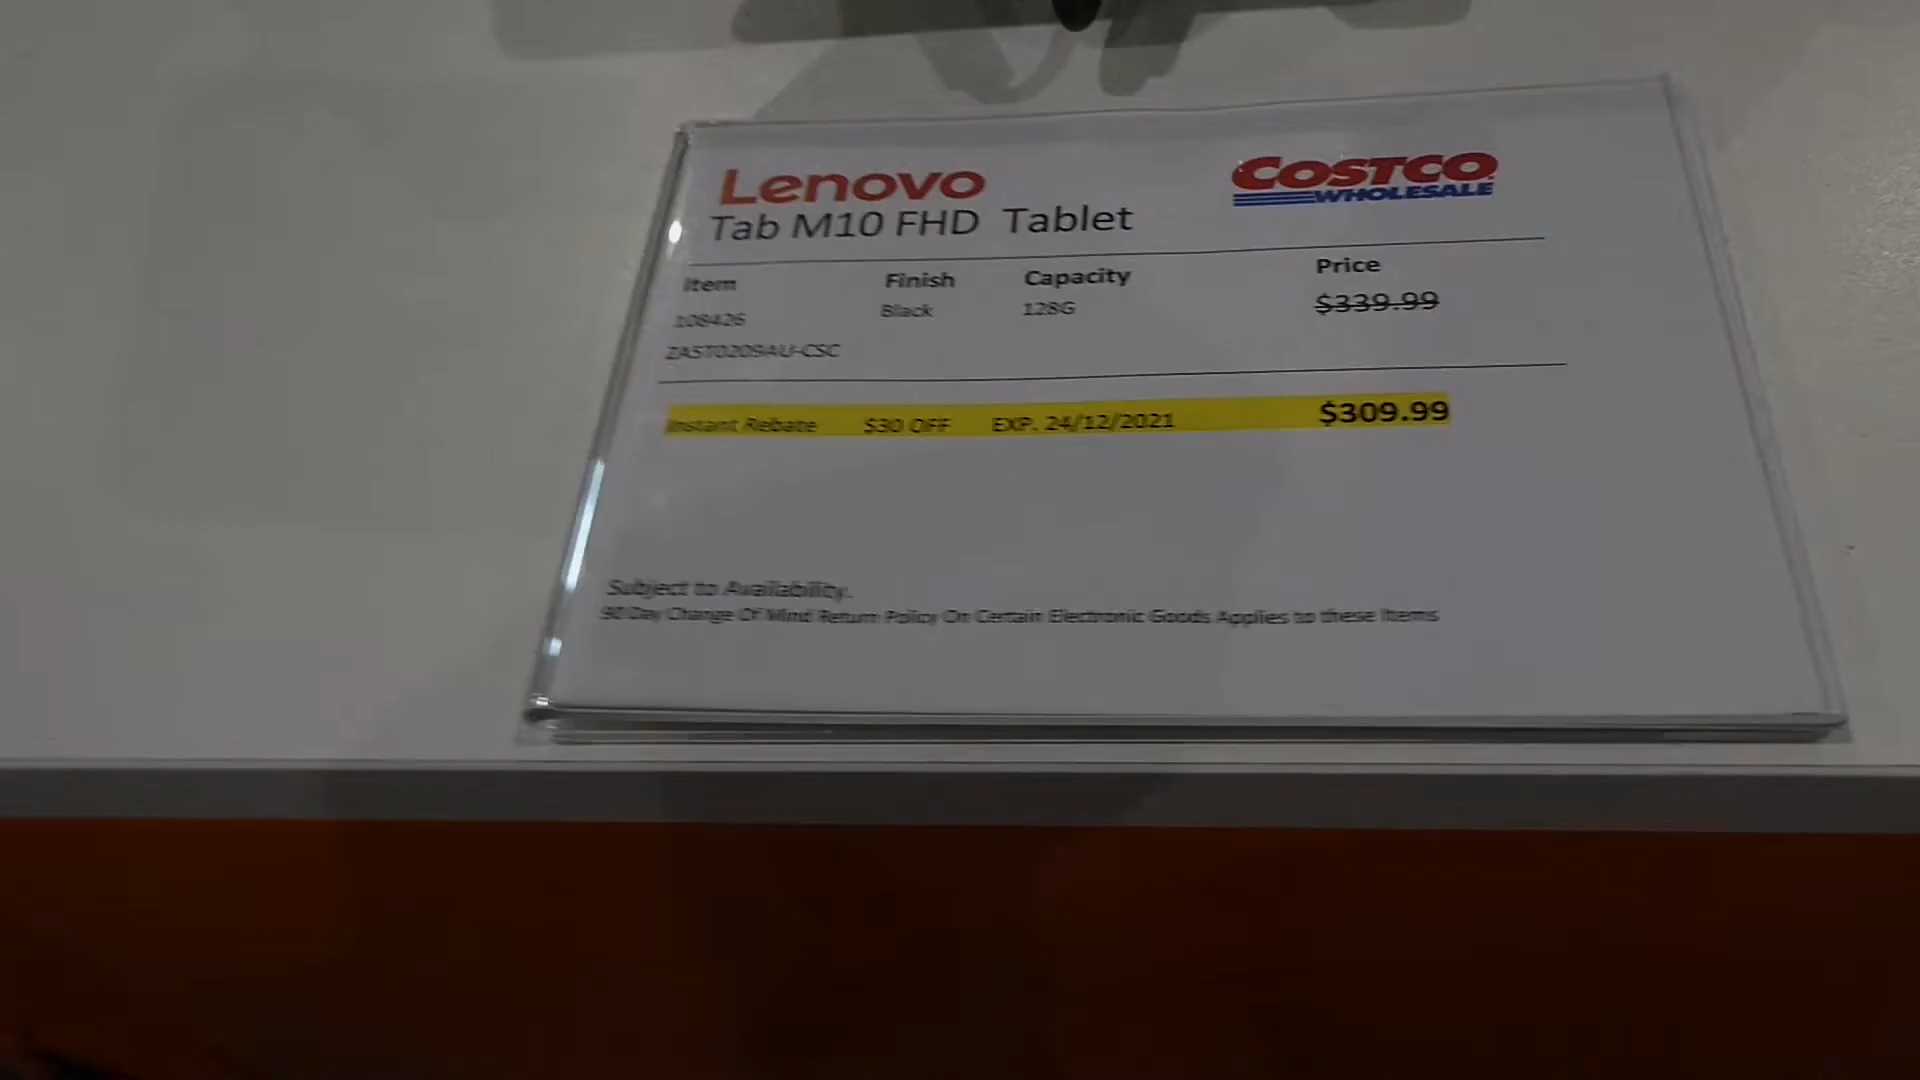 Lenovo
COSTCO
WHOLESALE
Tab M10 FHD Tablet
Item Finish Capacity Price
108426 Black 128G $339.99
ZA5T0209AU-CSC
Instant Rebate $30 OFF EXP. 24/12/2021 $309.99
Subject to Availability.
90 Day Change Of Mind Return Policy On Certain Electronic Goods Applies to these Items